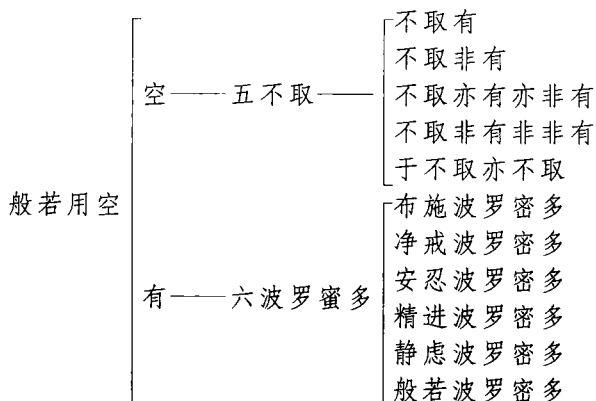 般若用空
空——五不取——
不取有
不取非有
不取亦有亦非有
不取非有非非有
于不取亦不取
有——六波罗蜜多
布施波罗密多
净戒波罗密多
安忍波罗密多
精进波罗密多
静虑波罗密多
般若波罗密多